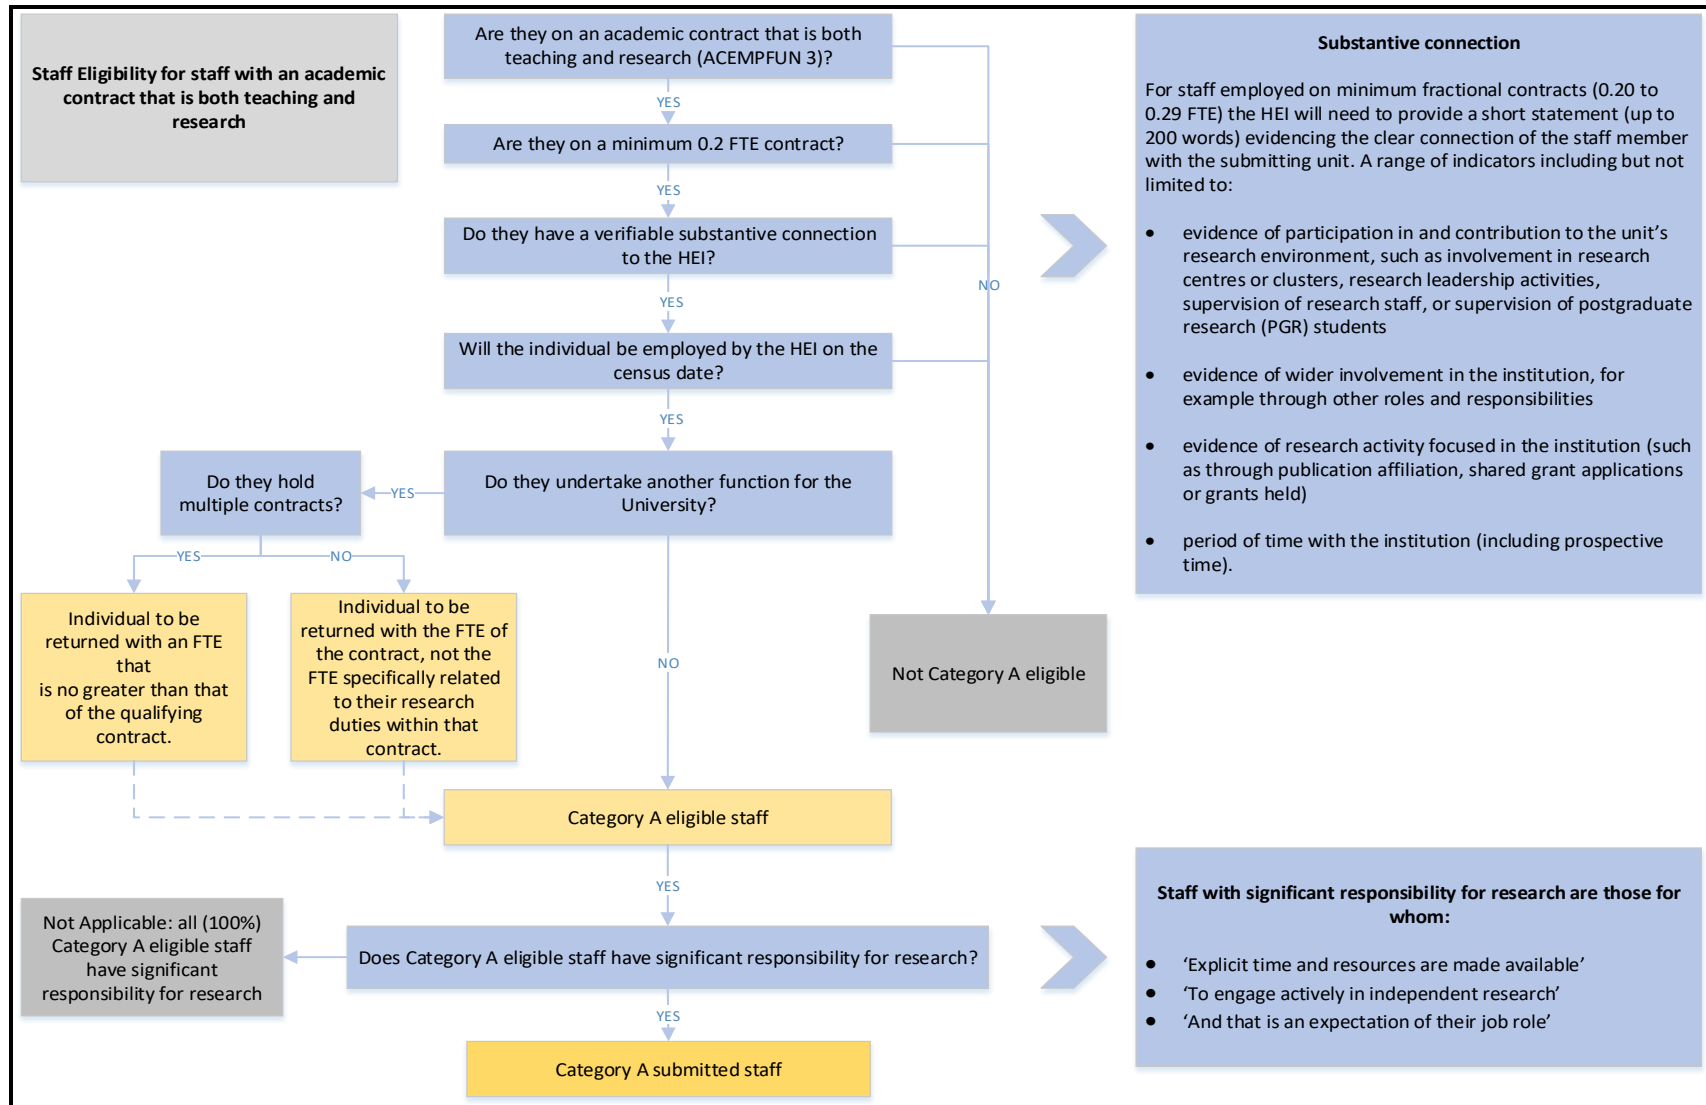 Staff Eligibility for staff with an academic
contract that is both teaching and
research
Are they on an academic contract that is both
teaching and research (ACEMPFUN 3)?
YES
Are they on a minimum 0.2 FTE contract?
YES
Do they have a verifiable substantive connection
to the HEI?
NO
YES
Will the individual be employed by the HEI on the
census date?
YES
Do they undertake another function for the
University?
YES
Do they hold
multiple contracts?
YES
NO
Individual to be
returned with an FTE
that
is no greater than that
of the qualifying
contract.
Individual to be
returned with the FTE of
the contract, not the
FTE specifically related
to their research
duties within that
contract.
NO
Not Category A eligible
Category A eligible staff
YES
Not Applicable: all (100%)
Category A eligible staff
have significant
responsibility for research
Does Category A eligible staff have significant responsibility for research?
YES
Category A submitted staff
Substantive connection
For staff employed on minimum fractional contracts (0.20 to
0.29 FTE) the HEI will need to provide a short statement (up to
200 words) evidencing the clear connection of the staff member
with the submitting unit. A range of indicators including but not
limited to:
• evidence of participation in and contribution to the unit’s
research environment, such as involvement in research
centres or clusters, research leadership activities,
supervision of research staff, or supervision of postgraduate
research (PGR) students
• evidence of wider involvement in the institution, for
example through other roles and responsibilities
• evidence of research activity focused in the institution (such
as through publication affiliation, shared grant applications
or grants held)
• period of time with the institution (including prospective
time).
Staff with significant responsibility for research are those for
whom:
• ‘Explicit time and resources are made available’
• ‘To engage actively in independent research’
• ‘And that is an expectation of their job role’